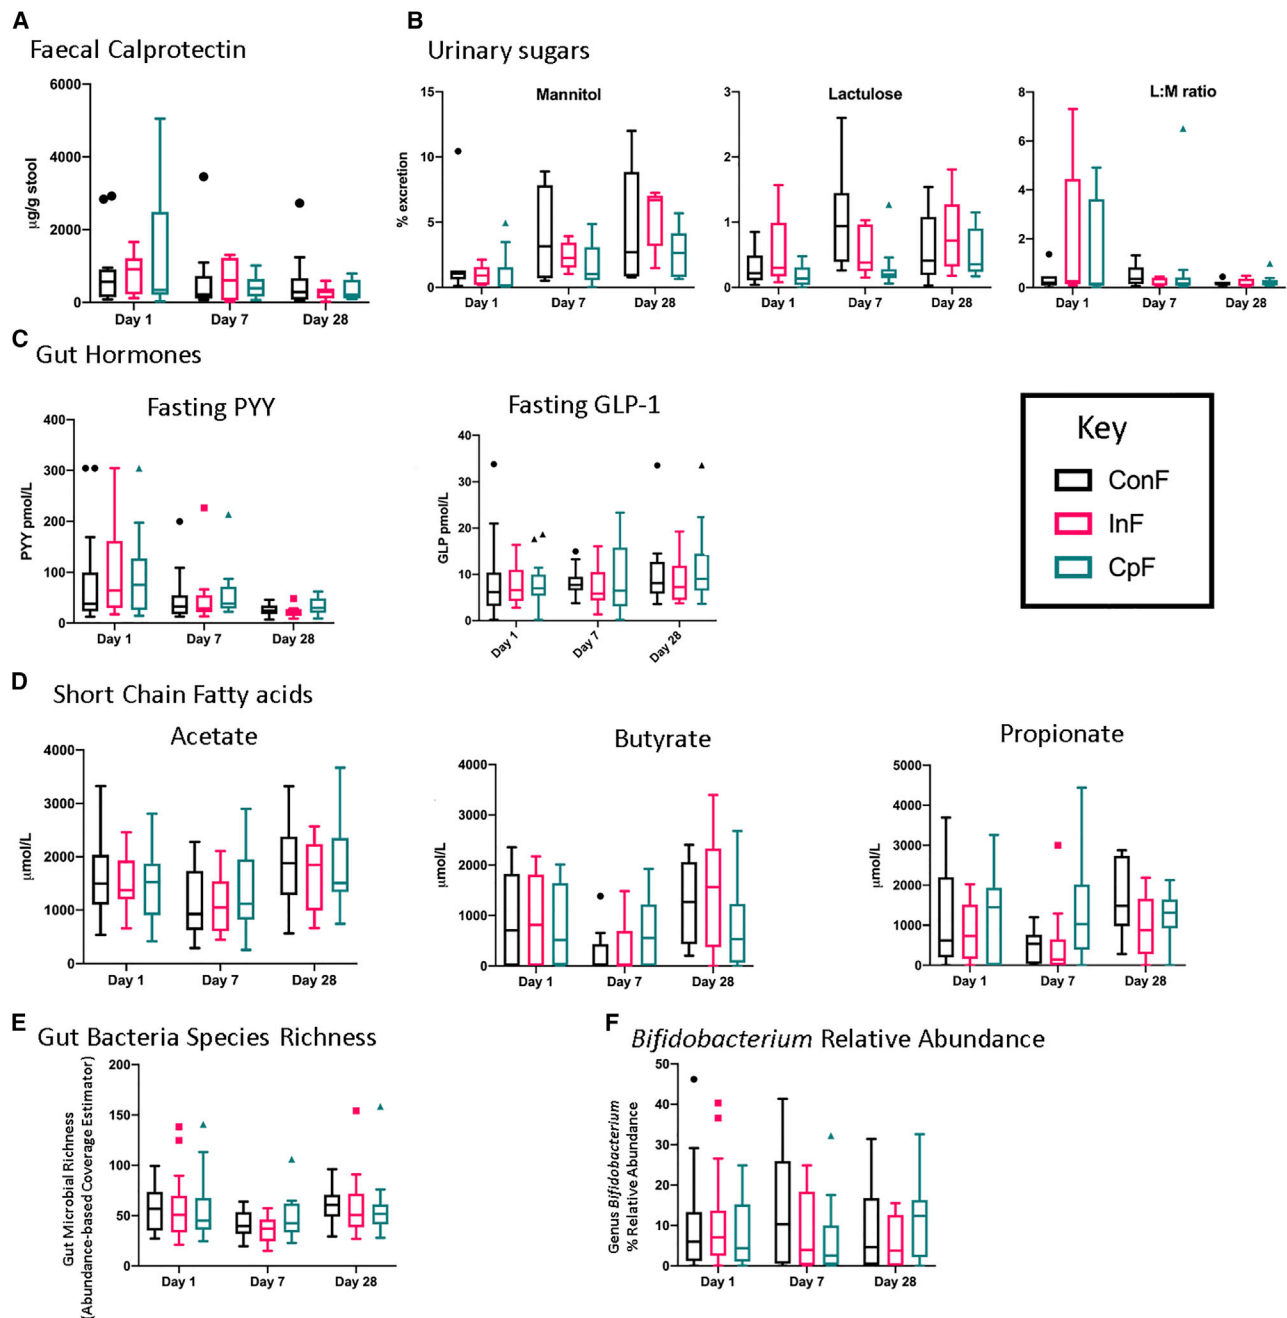 A
Faecal Calprotectin
6000
4000
2000
0
µg/g stool
Day 1 Day 7 Day 28
B
Urinary sugars
Mannitol
15
10
5
0
% excretion
Day 1 Day 7 Day 28
Lactulose
3
2
1
0
Day 1 Day 7 Day 28
L:M ratio
8
6
4
2
0
Day 1 Day 7 Day 28
C
Gut Hormones
Fasting PYY
400
300
200
100
0
PYY pmol/L
Day 1 Day 7 Day 28
Fasting GLP-1
40
30
20
10
0
GLP pmol/L
Day 1 Day 7 Day 28
Key
ConF
InF
CpF
D
Short Chain Fatty acids
Acetate
4000
3000
2000
1000
0
µmol/L
Day 1 Day 7 Day 28
Butyrate
4000
3000
2000
1000
0
µmol/L
Day 1 Day 7 Day 28
Propionate
5000
4000
3000
2000
1000
0
µmol/L
Day 1 Day 7 Day 28
E
Gut Bacteria Species Richness
200
150
100
50
0
Gut Microbial Richness
(Abundance-based Coverage Estimator)
Day 1 Day 7 Day 28
F
Bifidobacterium Relative Abundance
50
40
30
20
10
0
Genus Bifidobacterium
% Relative Abundance
Day 1 Day 7 Day 28